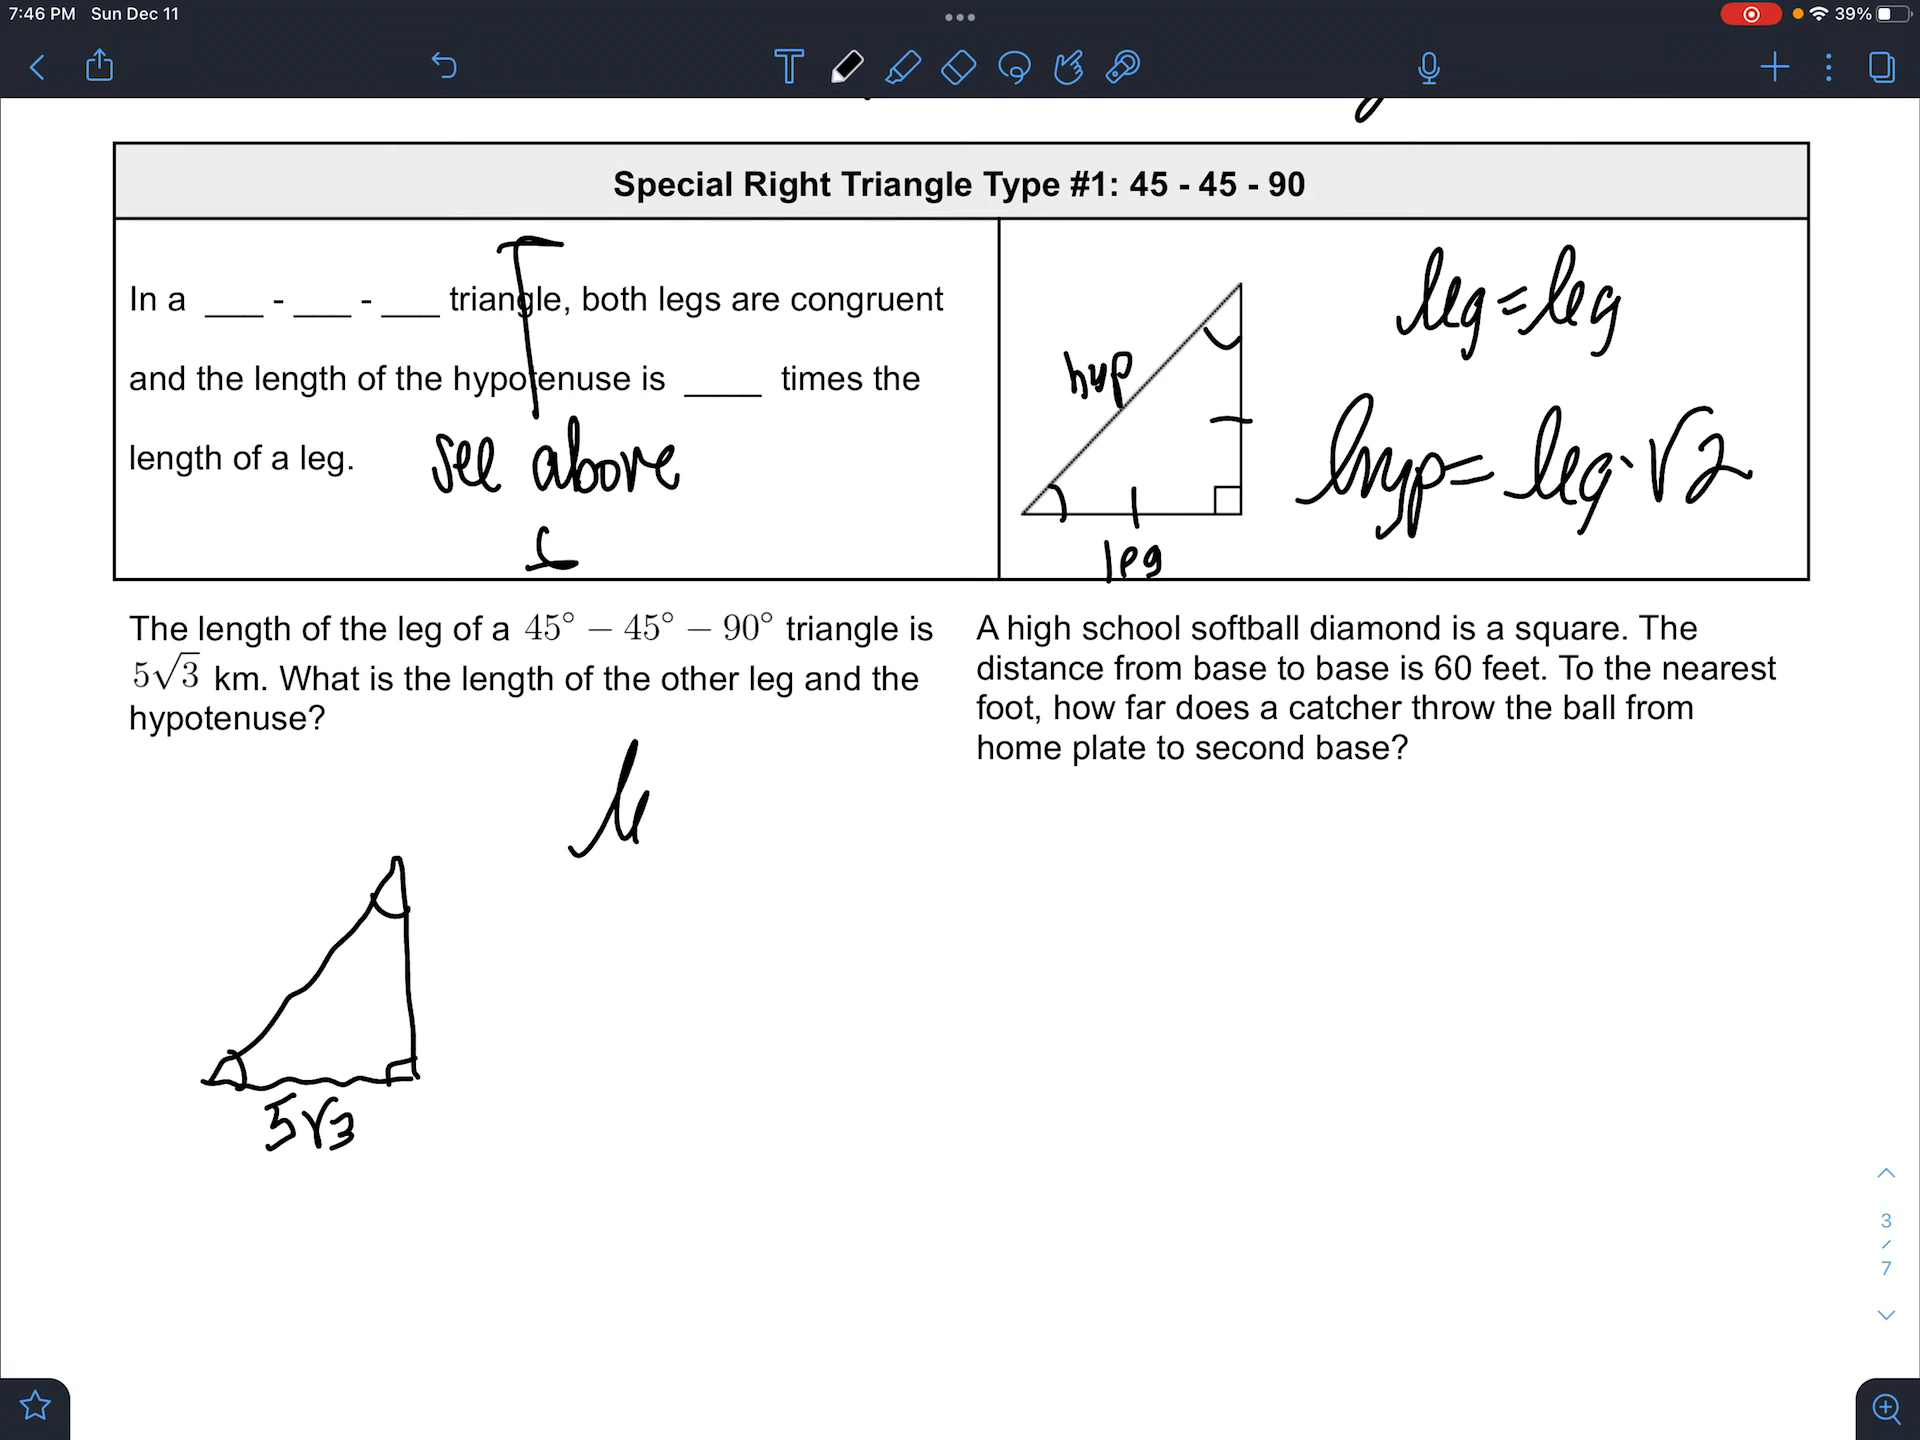 7:46 PM Sun Dec 11
39%
Special Right Triangle Type #1: 45 - 45 - 90
In a ___ - ___ - ___ triangle, both legs are congruent
and the length of the hypotenuse is ____ times the
length of a leg.
see above
hyp
leg
leg = leg
hyp = leg · √2
The length of the leg of a 45° − 45° − 90° triangle is
5√3 km. What is the length of the other leg and the
hypotenuse?
le
5√3
A high school softball diamond is a square. The
distance from base to base is 60 feet. To the nearest
foot, how far does a catcher throw the ball from
home plate to second base?
3
/
7